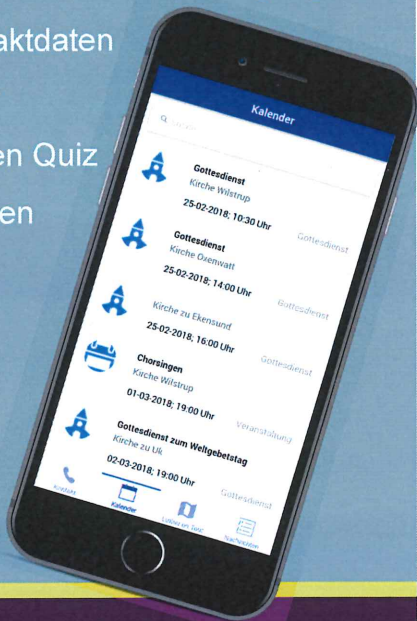 aktdaten
en Quiz
en
Kalender
Gottesdienst
Kirche Wilstrup
25-02-2018; 10:30 Uhr
Gottesdienst
Gottesdienst
Kirche Oxenwatt
25-02-2018; 14:00 Uhr
Gottesdienst
Kirche zu Ekensund
25-02-2018; 16:00 Uhr
Gottesdienst
Chorsingen
Kirche Wilstrup
01-03-2018; 19:00 Uhr
Veranstaltung
Gottesdienst zum Weltgebetstag
Kirche zu Uk
02-03-2018; 19:00 Uhr
Gottesdienst
Kontakt
Kalender
Nachrichten